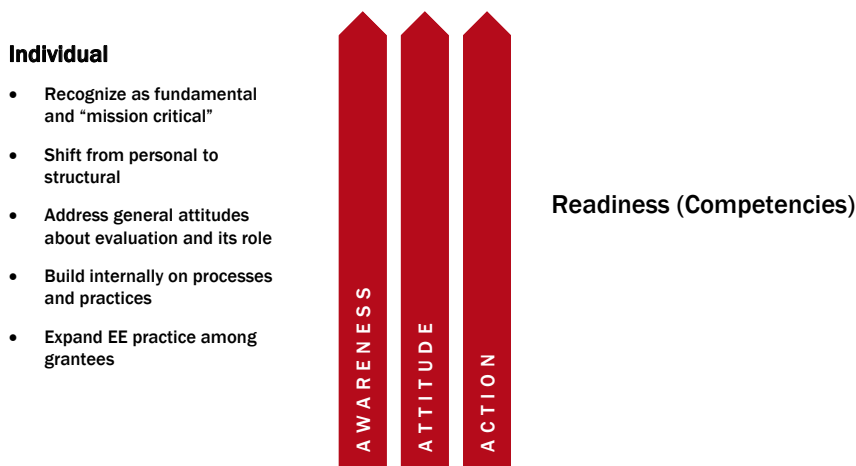 Individual
• Recognize as fundamental
and “mission critical”
• Shift from personal to
structural
• Address general attitudes
about evaluation and its role
• Build internally on processes
and practices
• Expand EE practice among
grantees
AWARENESS
ATTITUDE
ACTION
Readiness (Competencies)